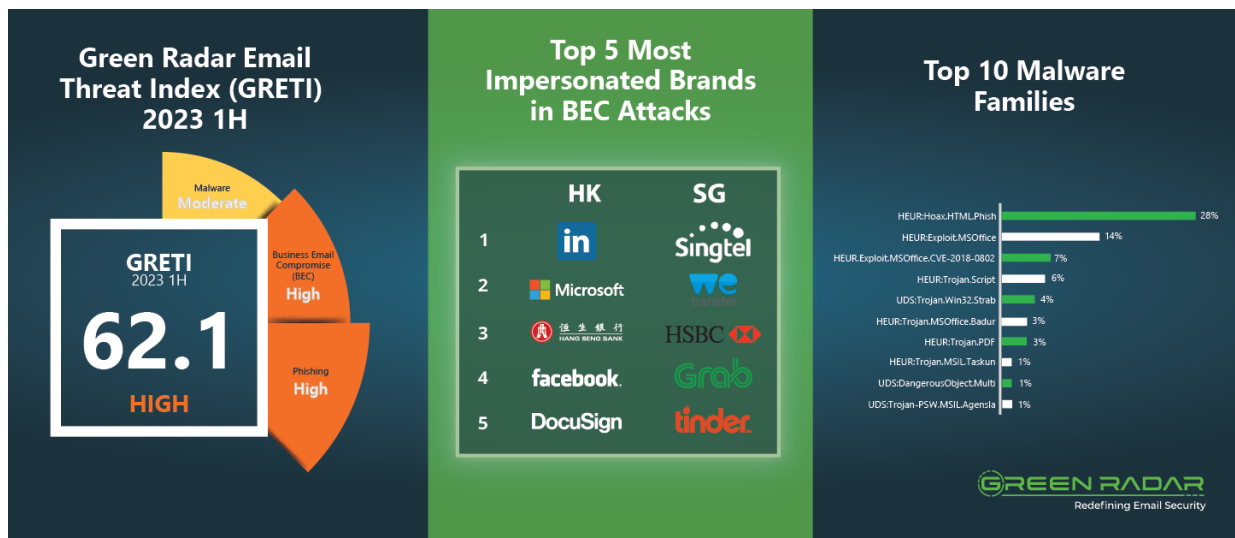 Green Radar Email
Threat Index (GRETI)
2023 1H
Malware
Moderate
Business Email
Compromise
(BEC)
High
Phishing
High
GRETI
2023 1H
62.1
HIGH
Top 5 Most
Impersonated Brands
in BEC Attacks
HK SG
1 in Singtel
2 Microsoft we
transfer
3 恒生銀行 HSBC
HANG SENG BANK
4 facebook. Grab
5 DocuSign tinder.
Top 10 Malware
Families
HEUR:Hoax.HTML.Phish 28%
HEUR:Exploit.MSOffice 14%
HEUR.Exploit.MSOffice.CVE-2018-0802 7%
HEUR:Trojan.Script 6%
UDS:Trojan.Win32.Strab 4%
HEUR:Trojan.MSOffice.Badur 3%
HEUR:Trojan.PDF 3%
HEUR:Trojan.MSIL.Taskun 1%
UDS:DangerousObject.Multi 1%
UDS:Trojan-PSW.MSIL.Agensla 1%
GREEN RADAR
Redefining Email Security